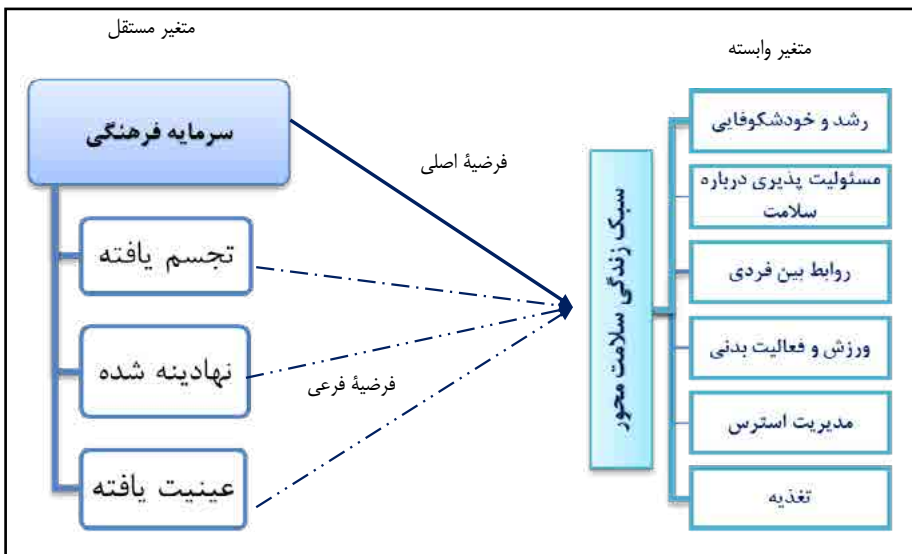 متغیر مستقل
متغیر وابسته
سرمایه فرهنگی
تجسم یافته
نهادینه شده
عینیت یافته
فرضیهٔ اصلی
فرضیهٔ فرعی
سبک زندگی سلامت محور
رشد و خودشکوفایی
مسئولیت پذیری درباره
سلامت
روابط بین فردی
ورزش و فعالیت بدنی
مدیریت استرس
تغذیه